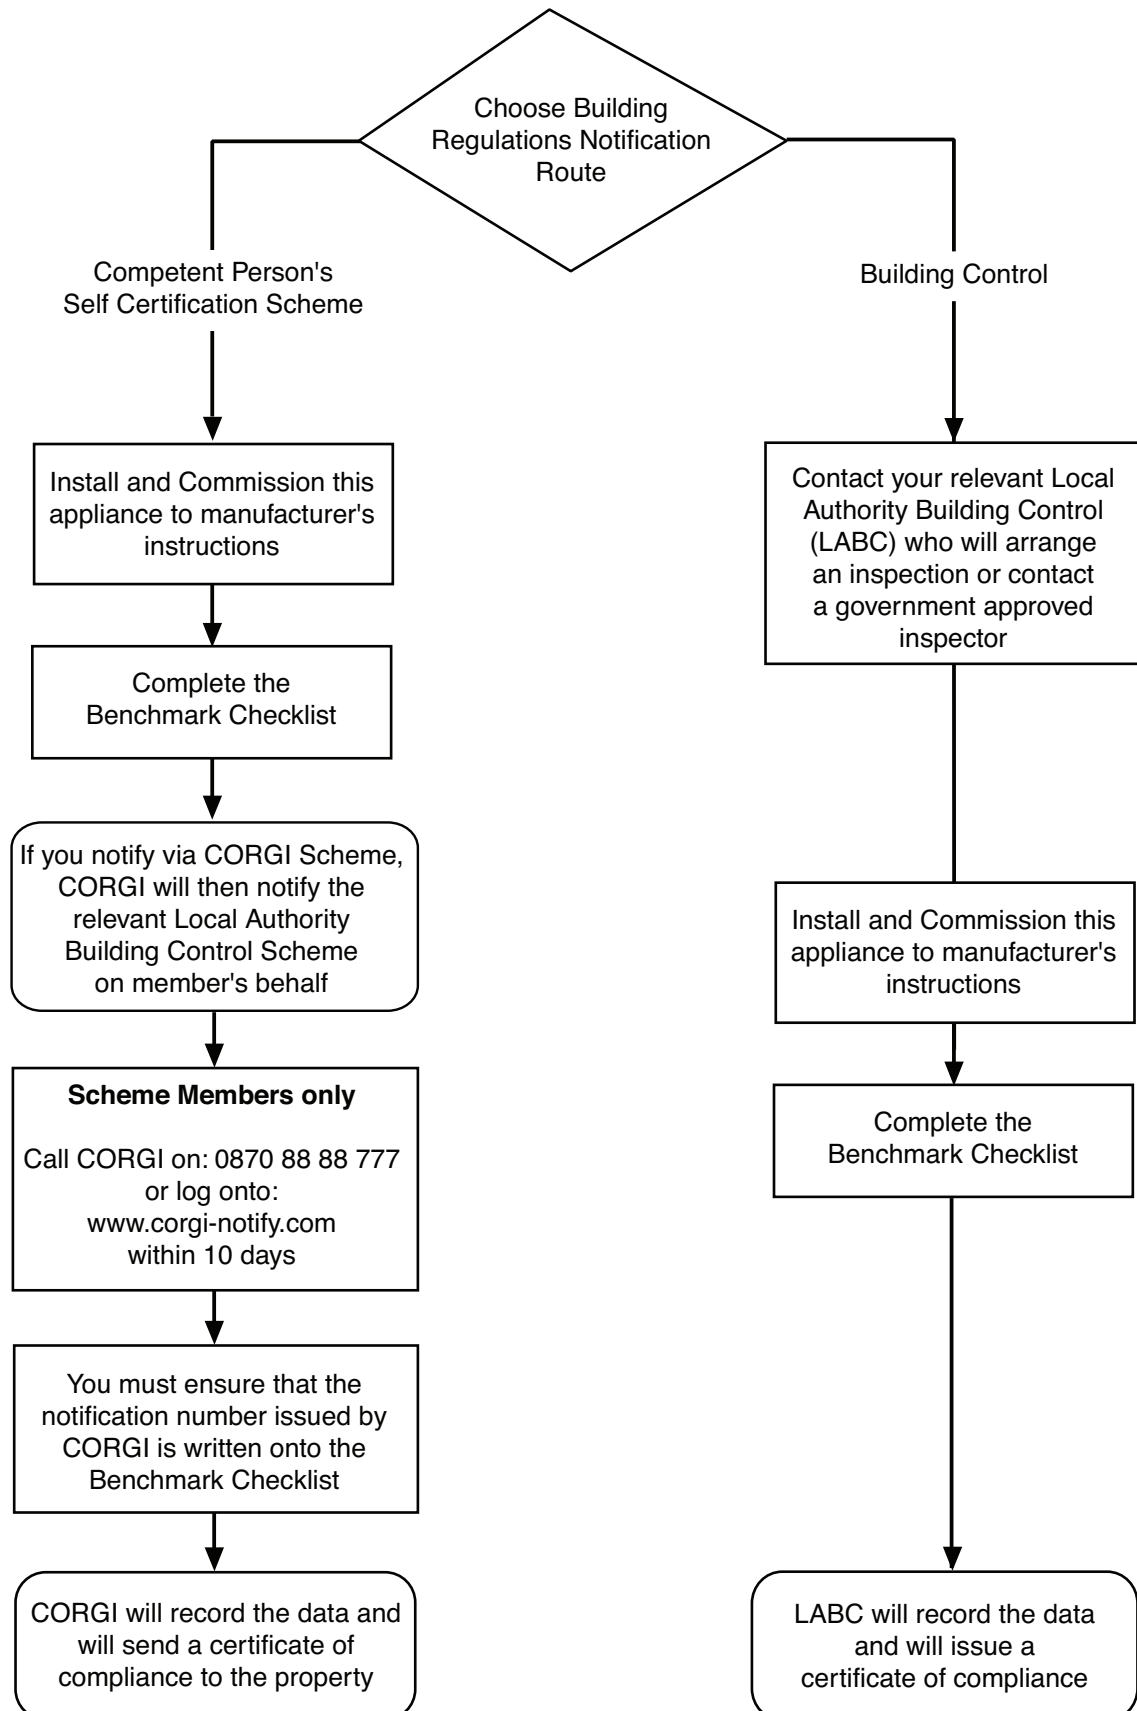 Choose Building
Regulations Notification
Route
Competent Person's
Self Certification Scheme
Building Control
Install and Commission this
appliance to manufacturer's
instructions
Complete the
Benchmark Checklist
If you notify via CORGI Scheme,
CORGI will then notify the
relevant Local Authority
Building Control Scheme
on member's behalf
Scheme Members only
Call CORGI on: 0870 88 88 777
or log onto:
www.corgi-notify.com
within 10 days
You must ensure that the
notification number issued by
CORGI is written onto the
Benchmark Checklist
CORGI will record the data and
will send a certificate of
compliance to the property
Contact your relevant Local
Authority Building Control
(LABC) who will arrange
an inspection or contact
a government approved
inspector
Install and Commission this
appliance to manufacturer's
instructions
Complete the
Benchmark Checklist
LABC will record the data
and will issue a
certificate of compliance